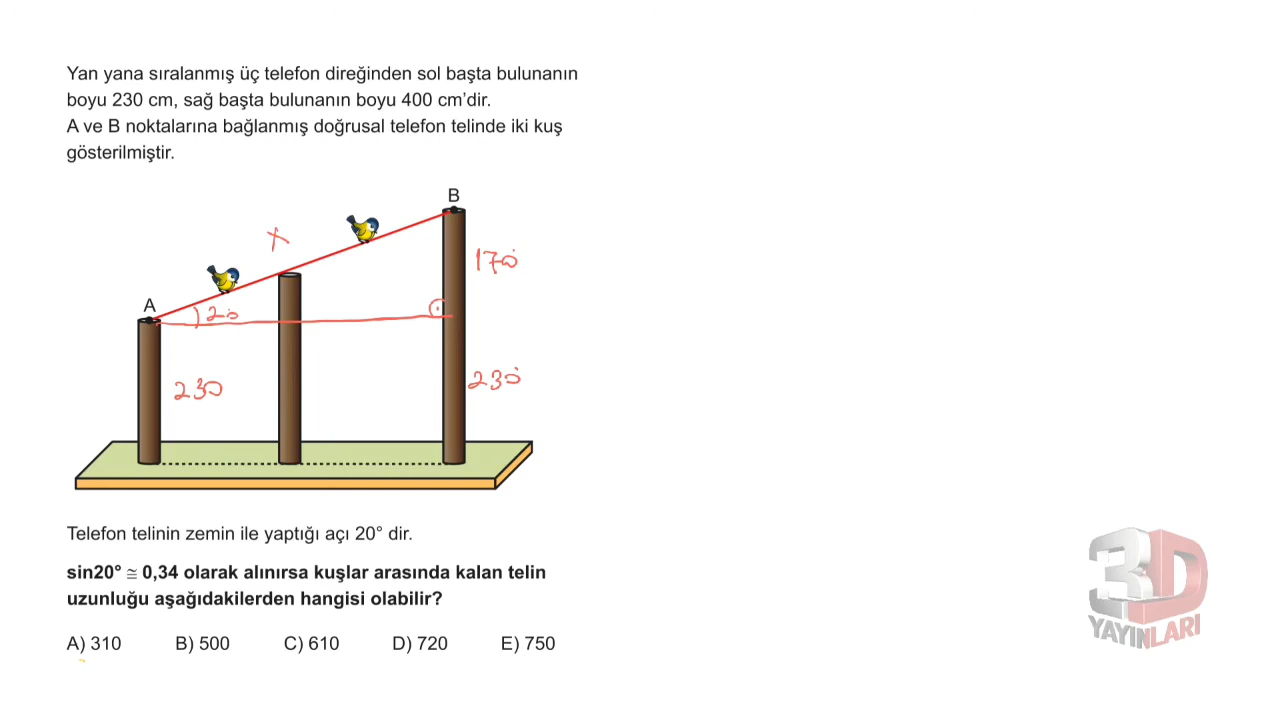 Yan yana sıralanmış üç telefon direğinden sol başta bulunanın
boyu 230 cm, sağ başta bulunanın boyu 400 cm'dir.
A ve B noktalarına bağlanmış doğrusal telefon telinde iki kuş
gösterilmiştir.
B
x
170
A
20
230
230
Telefon telinin zemin ile yaptığı açı 20° dir.
sin20° ≅ 0,34 olarak alınırsa kuşlar arasında kalan telin
uzunluğu aşağıdakilerden hangisi olabilir?
A) 310 B) 500 C) 610 D) 720 E) 750
3D
YAYINLARI